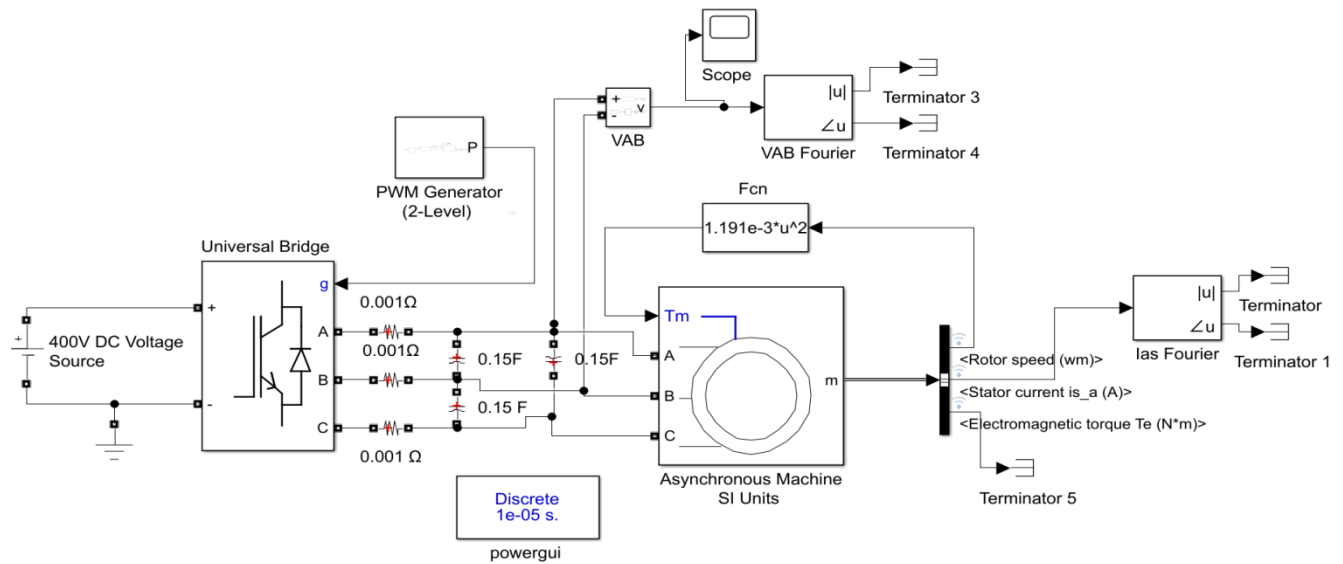 Scope
+
-
v
VAB
|u|
∠u
VAB Fourier
Terminator 3
Terminator 4
P
PWM Generator
(2-Level)
Fcn
1.191e-3*u^2
Universal Bridge
g
+
-
A
B
C
0.001Ω
0.001Ω
0.001 Ω
0.15F
0.15F
0.15 F
+
400V DC Voltage
Source
Tm
A
B
C
m
Asynchronous Machine
SI Units
<Rotor speed (wm)>
<Stator current is_a (A)>
<Electromagnetic torque Te (N*m)>
|u|
∠u
Ias Fourier
Terminator
Terminator 1
Terminator 5
Discrete
1e-05 s.
powergui